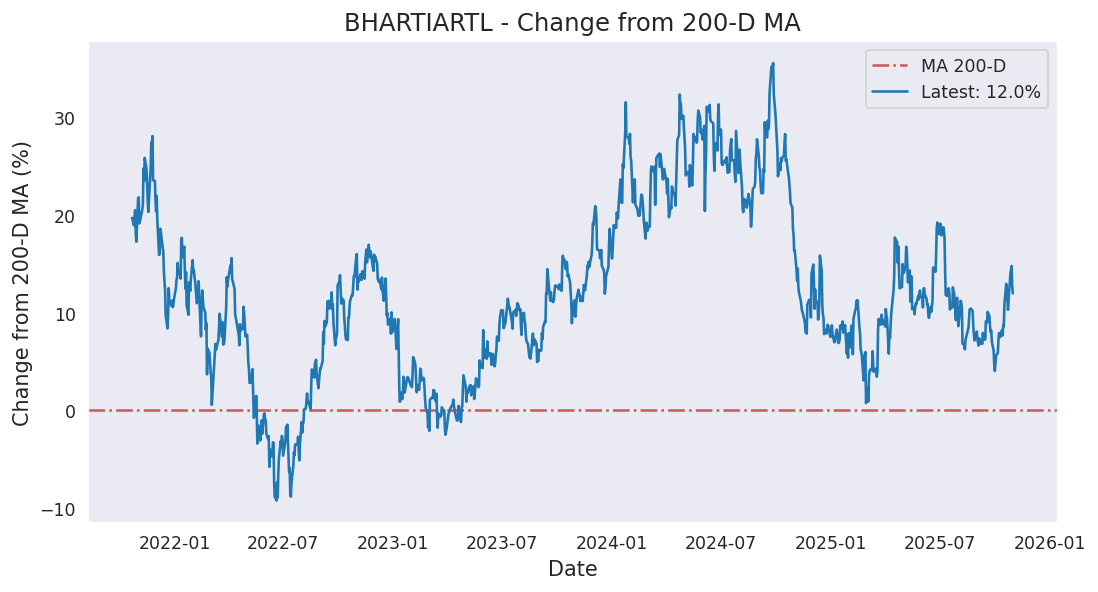 BHARTIARTL - Change from 200-D MA
MA 200-D
Latest: 12.0%
Change from 200-D MA (%)
30
20
10
0
−10
2022-01 2022-07 2023-01 2023-07 2024-01 2024-07 2025-01 2025-07 2026-01
Date